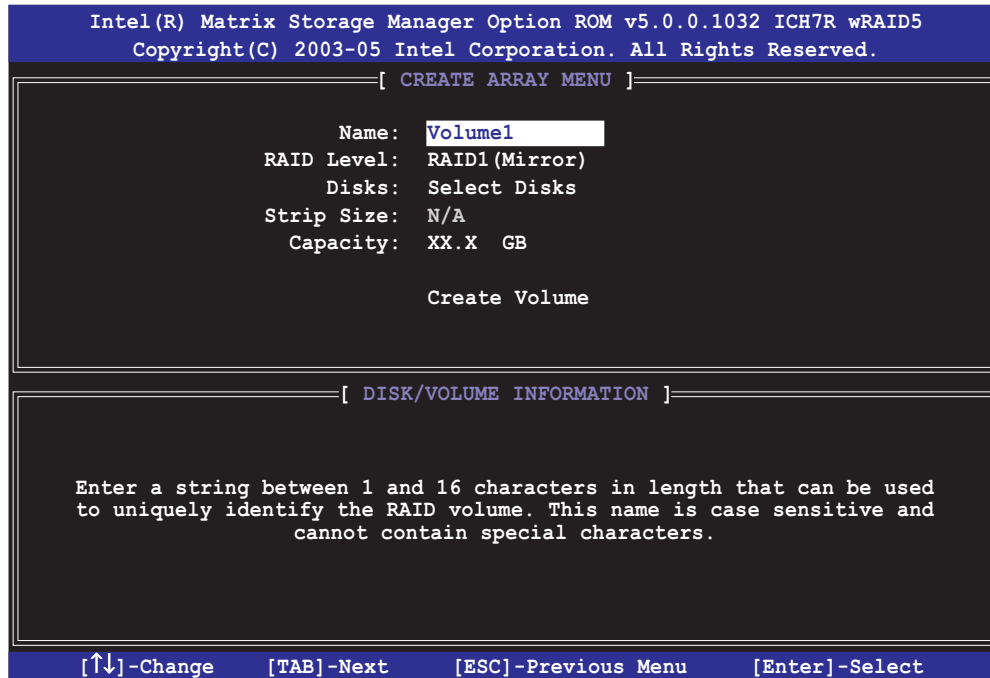 Intel(R) Matrix Storage Manager Option ROM v5.0.0.1032 ICH7R wRAID5
Copyright(C) 2003-05 Intel Corporation. All Rights Reserved.
[ CREATE ARRAY MENU ]
Name: Volume1
RAID Level: RAID1(Mirror)
Disks: Select Disks
Strip Size: N/A
Capacity: XX.X GB
Create Volume
[ DISK/VOLUME INFORMATION ]
Enter a string between 1 and 16 characters in length that can be used
to uniquely identify the RAID volume. This name is case sensitive and
cannot contain special characters.
[↑↓]-Change [TAB]-Next [ESC]-Previous Menu [Enter]-Select